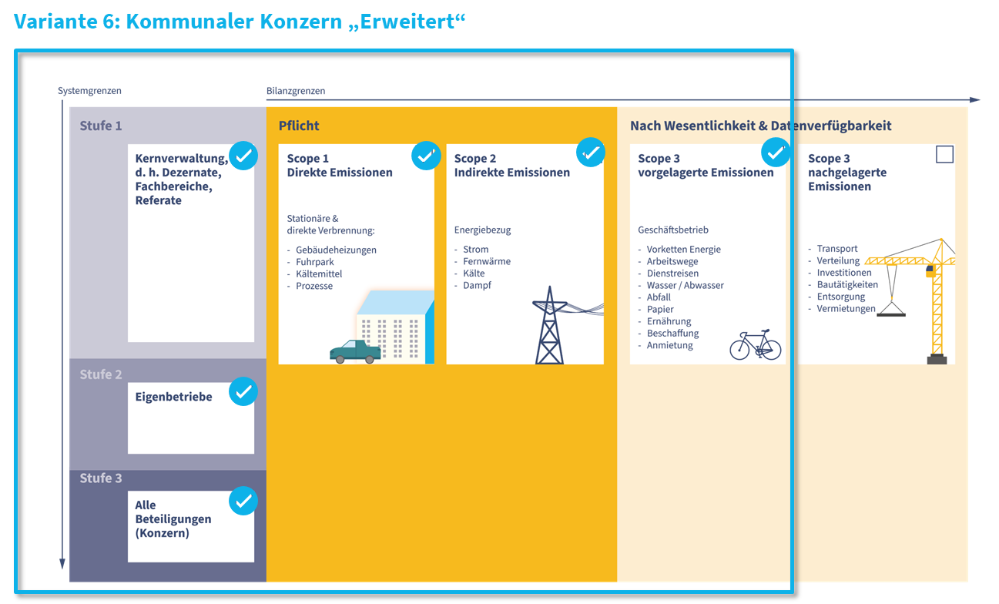 Variante 6: Kommunaler Konzern „Erweitert“
Systemgrenzen
Bilanzgrenzen
Stufe 1
Kernverwaltung,
d. h. Dezernate,
Fachbereiche,
Referate
Stufe 2
Eigenbetriebe
Stufe 3
Alle
Beteiligungen
(Konzern)
Pflicht
Scope 1
Direkte Emissionen
Stationäre &
direkte Verbrennung:
- Gebäudeheizungen
- Fuhrpark
- Kältemittel
- Prozesse
Scope 2
Indirekte Emissionen
Energiebezug
- Strom
- Fernwärme
- Kälte
- Dampf
Nach Wesentlichkeit & Datenverfügbarkeit
Scope 3
vorgelagerte Emissionen
Geschäftsbetrieb
- Vorketten Energie
- Arbeitswege
- Dienstreisen
- Wasser / Abwasser
- Abfall
- Papier
- Ernährung
- Beschaffung
- Anmietung
Scope 3
nachgelagerte
Emissionen
- Transport
- Verteilung
- Investitionen
- Bautätigkeiten
- Entsorgung
- Vermietungen